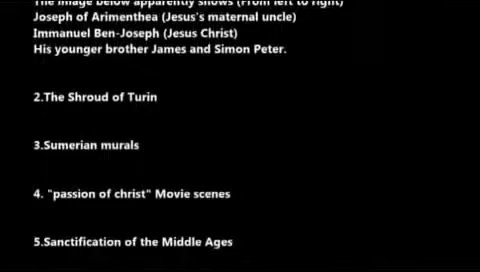 The image below apparently shows (From left to right)
Joseph of Arimenthea (Jesus's maternal uncle)
Immanuel Ben-Joseph (Jesus Christ)
His younger brother James and Simon Peter.
2.The Shroud of Turin
3.Sumerian murals
4. "passion of christ" Movie scenes
5.Sanctification of the Middle Ages